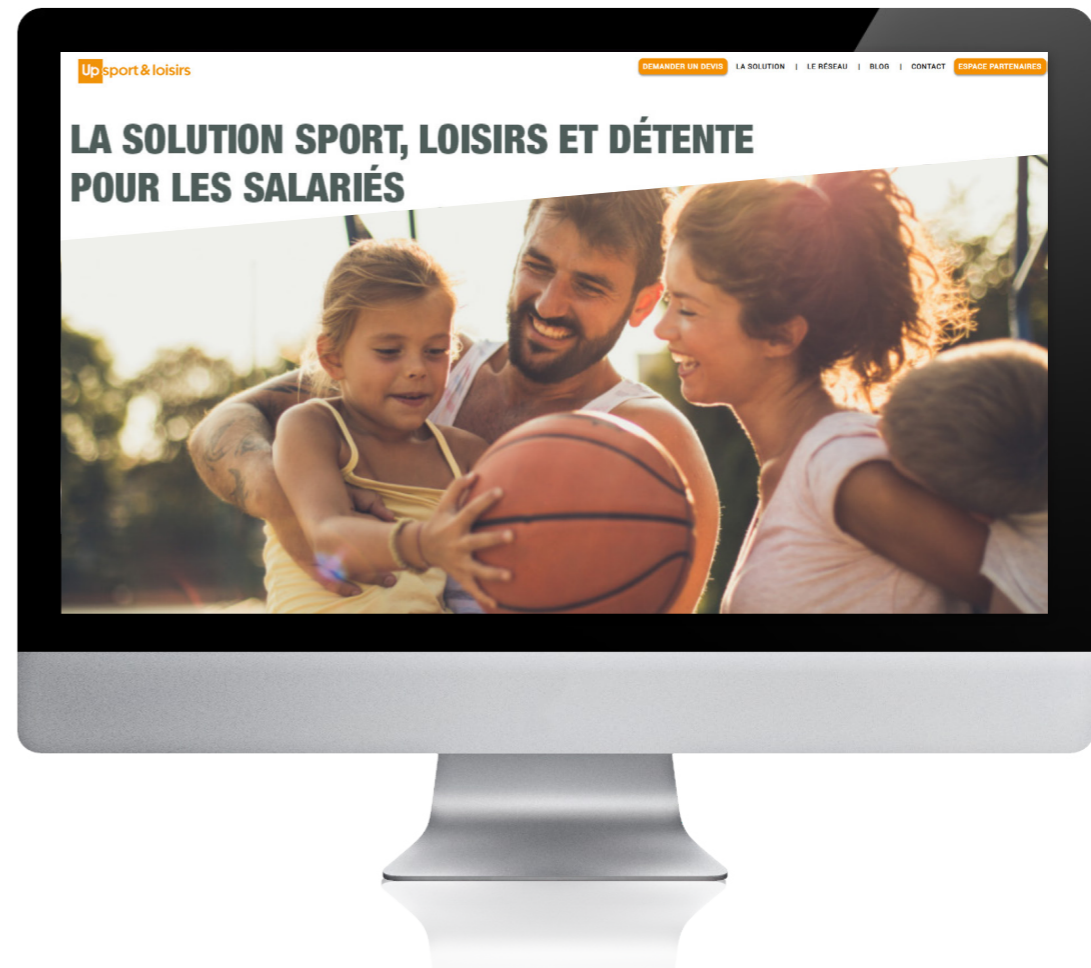 Up sport & loisirs
DEMANDER UN DEVIS LA SOLUTION | LE RÉSEAU | BLOG | CONTACT ESPACE PARTENAIRES
LA SOLUTION SPORT, LOISIRS ET DÉTENTE
POUR LES SALARIÉS